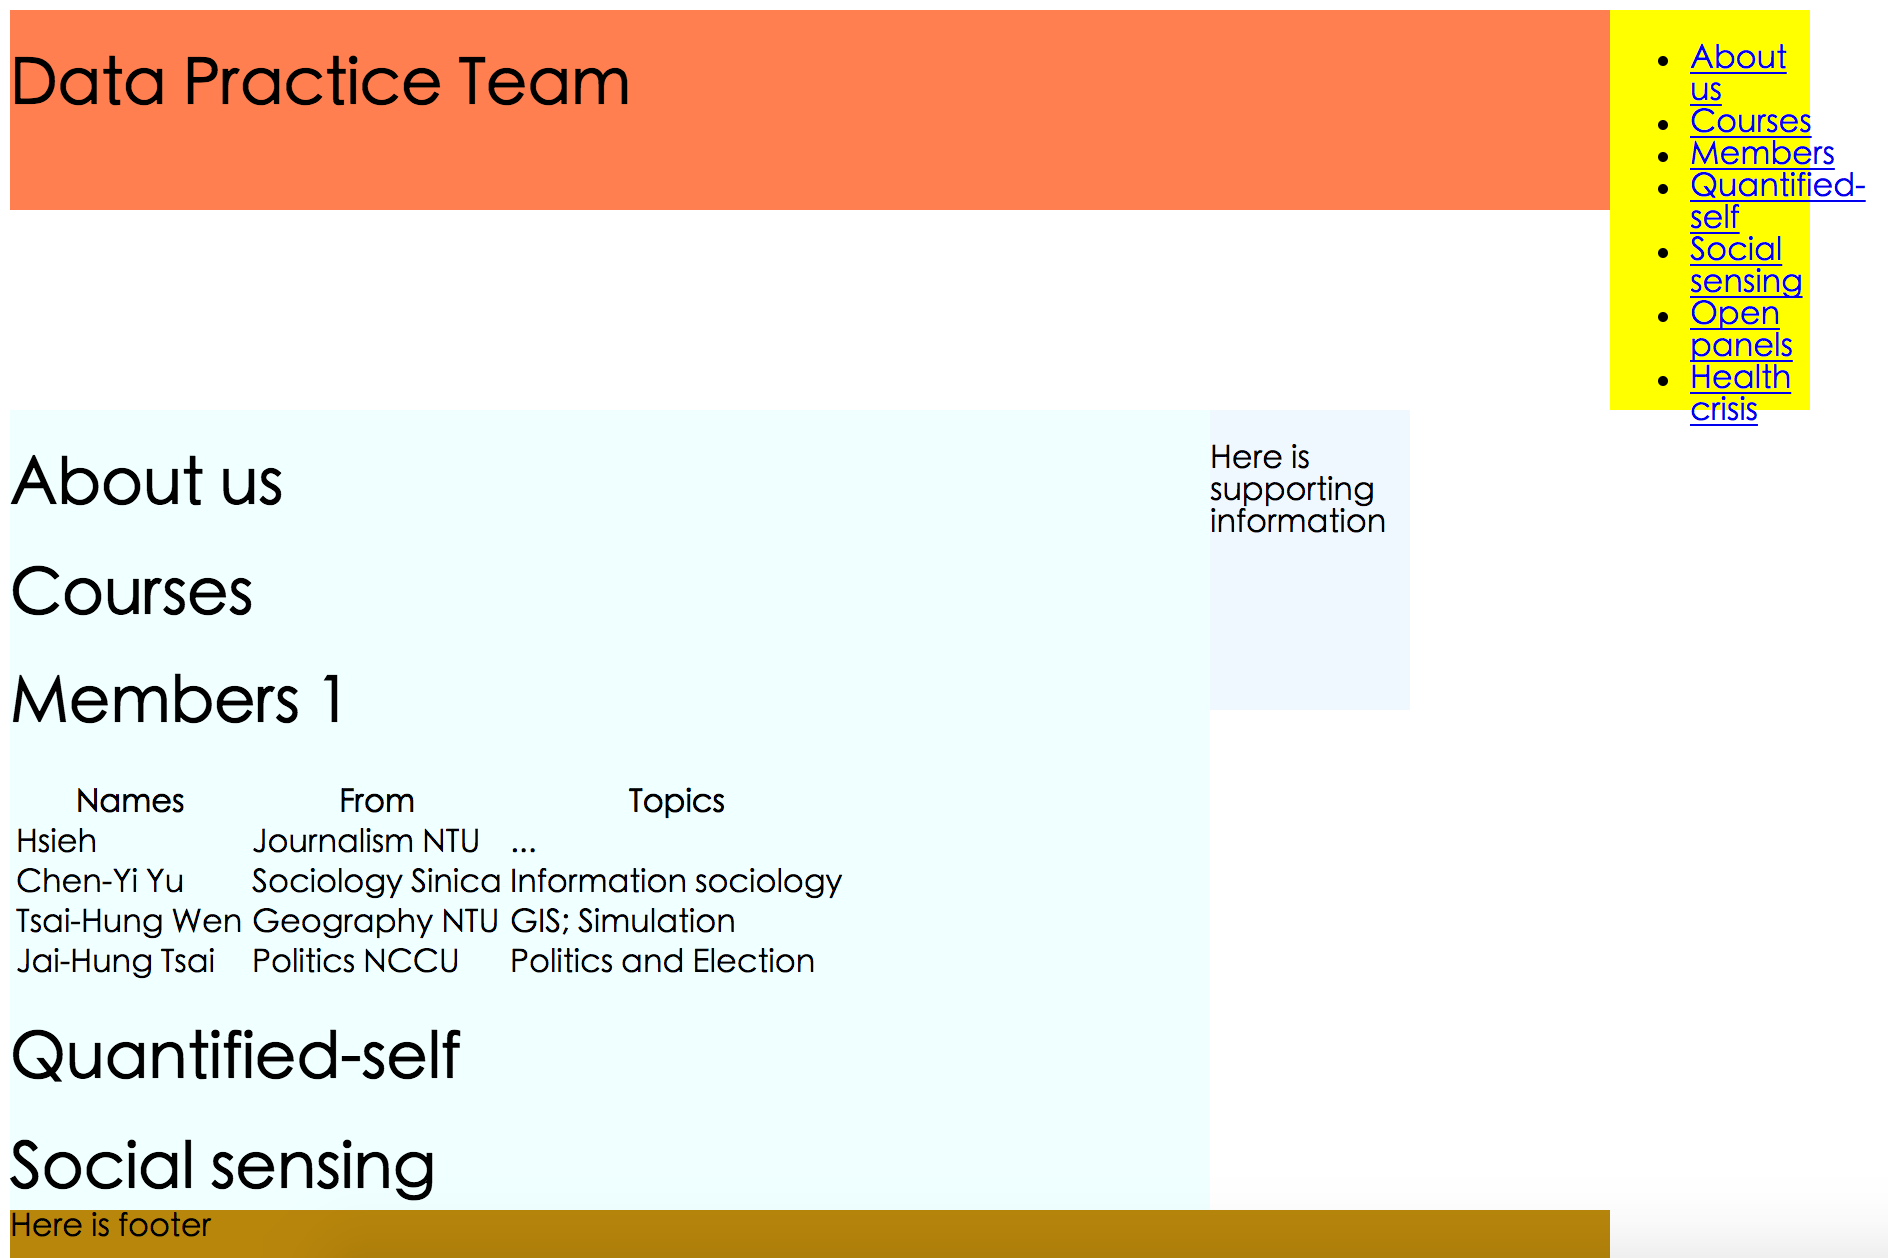 Data Practice Team
About
us
Courses
Members
Quantified-
self
Social
sensing
Open
panels
Health
crisis
About us
Courses
Members 1
Names From Topics
Hsieh Journalism NTU ...
Chen-Yi Yu Sociology Sinica Information sociology
Tsai-Hung Wen Geography NTU GIS; Simulation
Jai-Hung Tsai Politics NCCU Politics and Election
Quantified-self
Social sensing
Here is
supporting
information
Here is footer